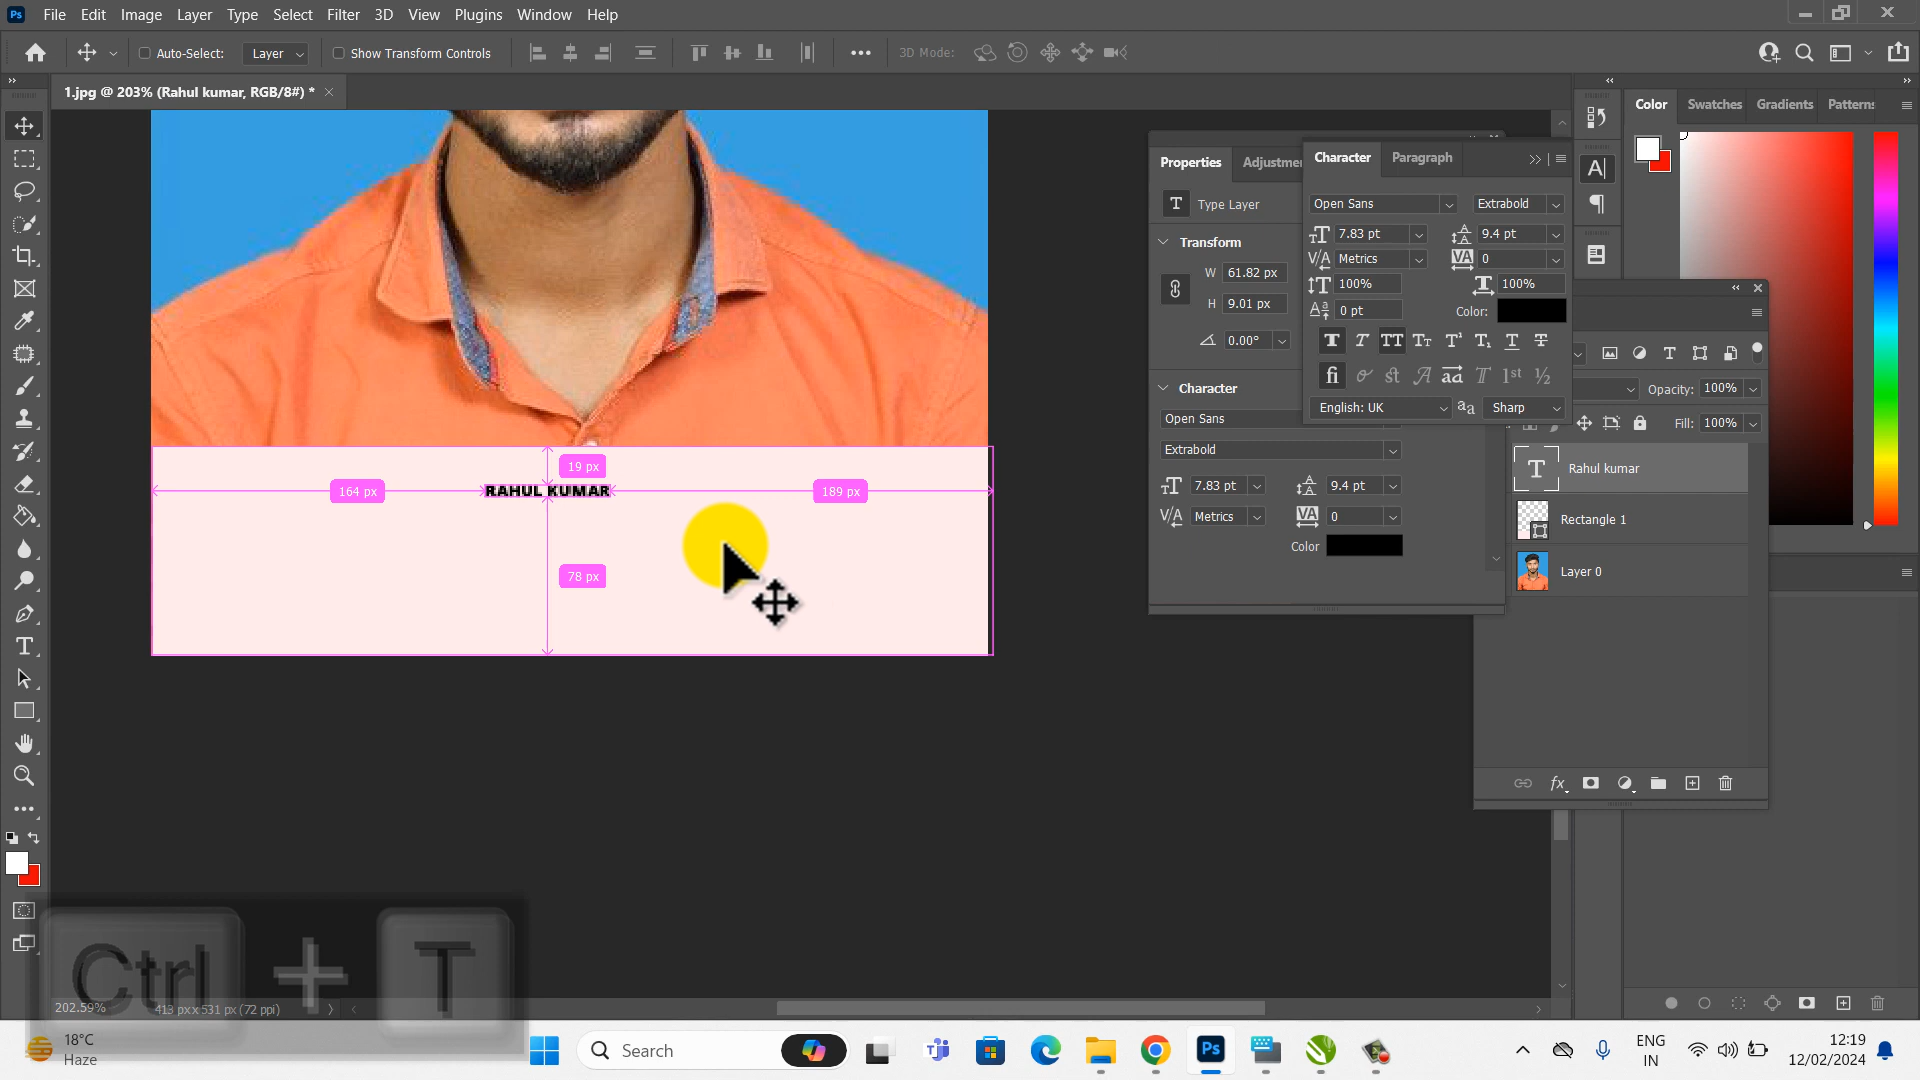 Ps File Edit Image Layer Type Select Filter 3D View Plugins Window Help
Auto-Select: Layer Show Transform Controls 3D Mode:
1.jpg @ 203% (Rahul kumar, RGB/8#) * ×
Color Swatches Gradients Patterns
Properties Adjustmen
Character Paragraph
T Type Layer
Open Sans Extrabold
7.83 pt 9.4 pt
Metrics 0
100% 100%
0 pt Color:
Transform
W 61.82 px
H 9.01 px
0.00°
English: UK aa Sharp
Character
Open Sans
Extrabold
7.83 pt 9.4 pt
Metrics 0
Color
Opacity: 100%
Fill: 100%
Rahul kumar
Rectangle 1
Layer 0
19 px
164 px
RAHUL KUMAR
189 px
78 px
Ctrl + T
202.59% 413 px x 531 px (72 ppi)
18°C
Haze
Search
Ps
ENG
IN
12:19
12/02/2024